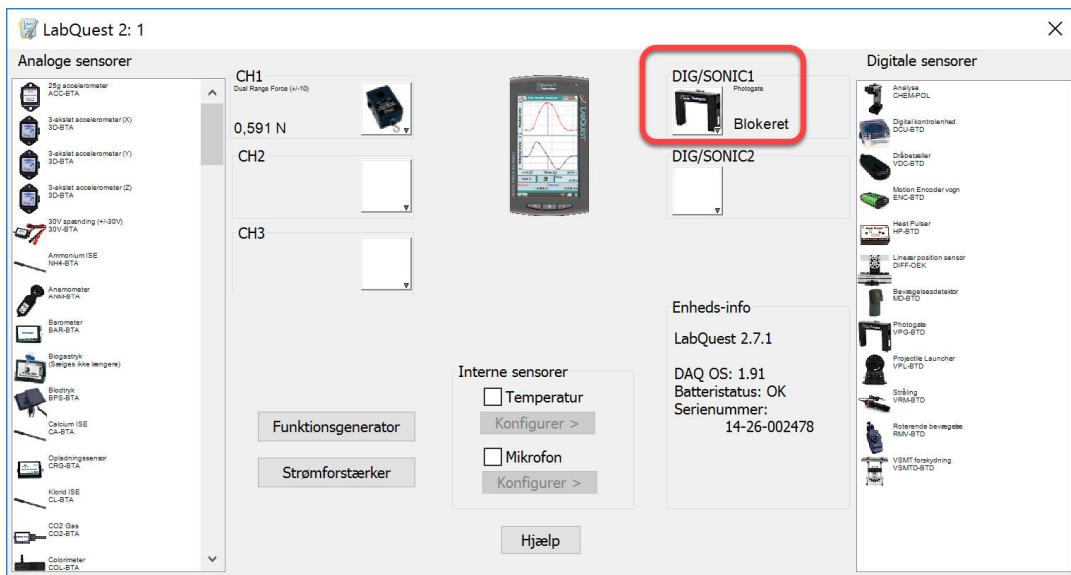 LabQuest 2: 1
Analoge sensorer
25g accelerometer
ACC-BTA
3-akslet accelerometer (X)
3D-BTA
3-akslet accelerometer (Y)
3D-BTA
3-akslet accelerometer (Z)
3D-BTA
30V spænding (+/-30V)
30V-BTA
Ammonium ISE
NH4-BTA
Anemometer
ANM-BTA
Barometer
BAR-BTA
Biogastryk
(Sælges ikke længere)
Blodtryk
BPS-BTA
Calcium ISE
CA-BTA
Opladningssensor
CRG-BTA
Klorid ISE
CL-BTA
CO2 Gas
CO2-BTA
Colorimeter
COL-BTA
CH1
Dual Range Force (+/-10)
0,591 N
CH2
CH3
Funktionsgenerator
Strømforstærker
LABQUEST
Interne sensorer
Temperatur
Konfigurer >
Mikrofon
Konfigurer >
Hjælp
DIG/SONIC1
Photogate
Blokeret
DIG/SONIC2
Enheds-info
LabQuest 2.7.1
DAQ OS: 1.91
Batteristatus: OK
Serienummer:
14-26-002478
Digitale sensorer
Analyse
CHEM-POL
Digital kontrolenhed
DCU-BTD
Dråbetæller
VDC-BTD
Motion Encoder vogn
ENC-BTD
Heat Pulser
HP-BTD
Lineær position sensor
DIFF-OEK
Bevægelsesdetektor
MD-BTD
Photogate
VPG-BTD
Projectile Launcher
VPL-BTD
Stråling
VRM-BTD
Roterende bevægelse
RMV-BTD
VSMT forskydning
VSMTD-BTD